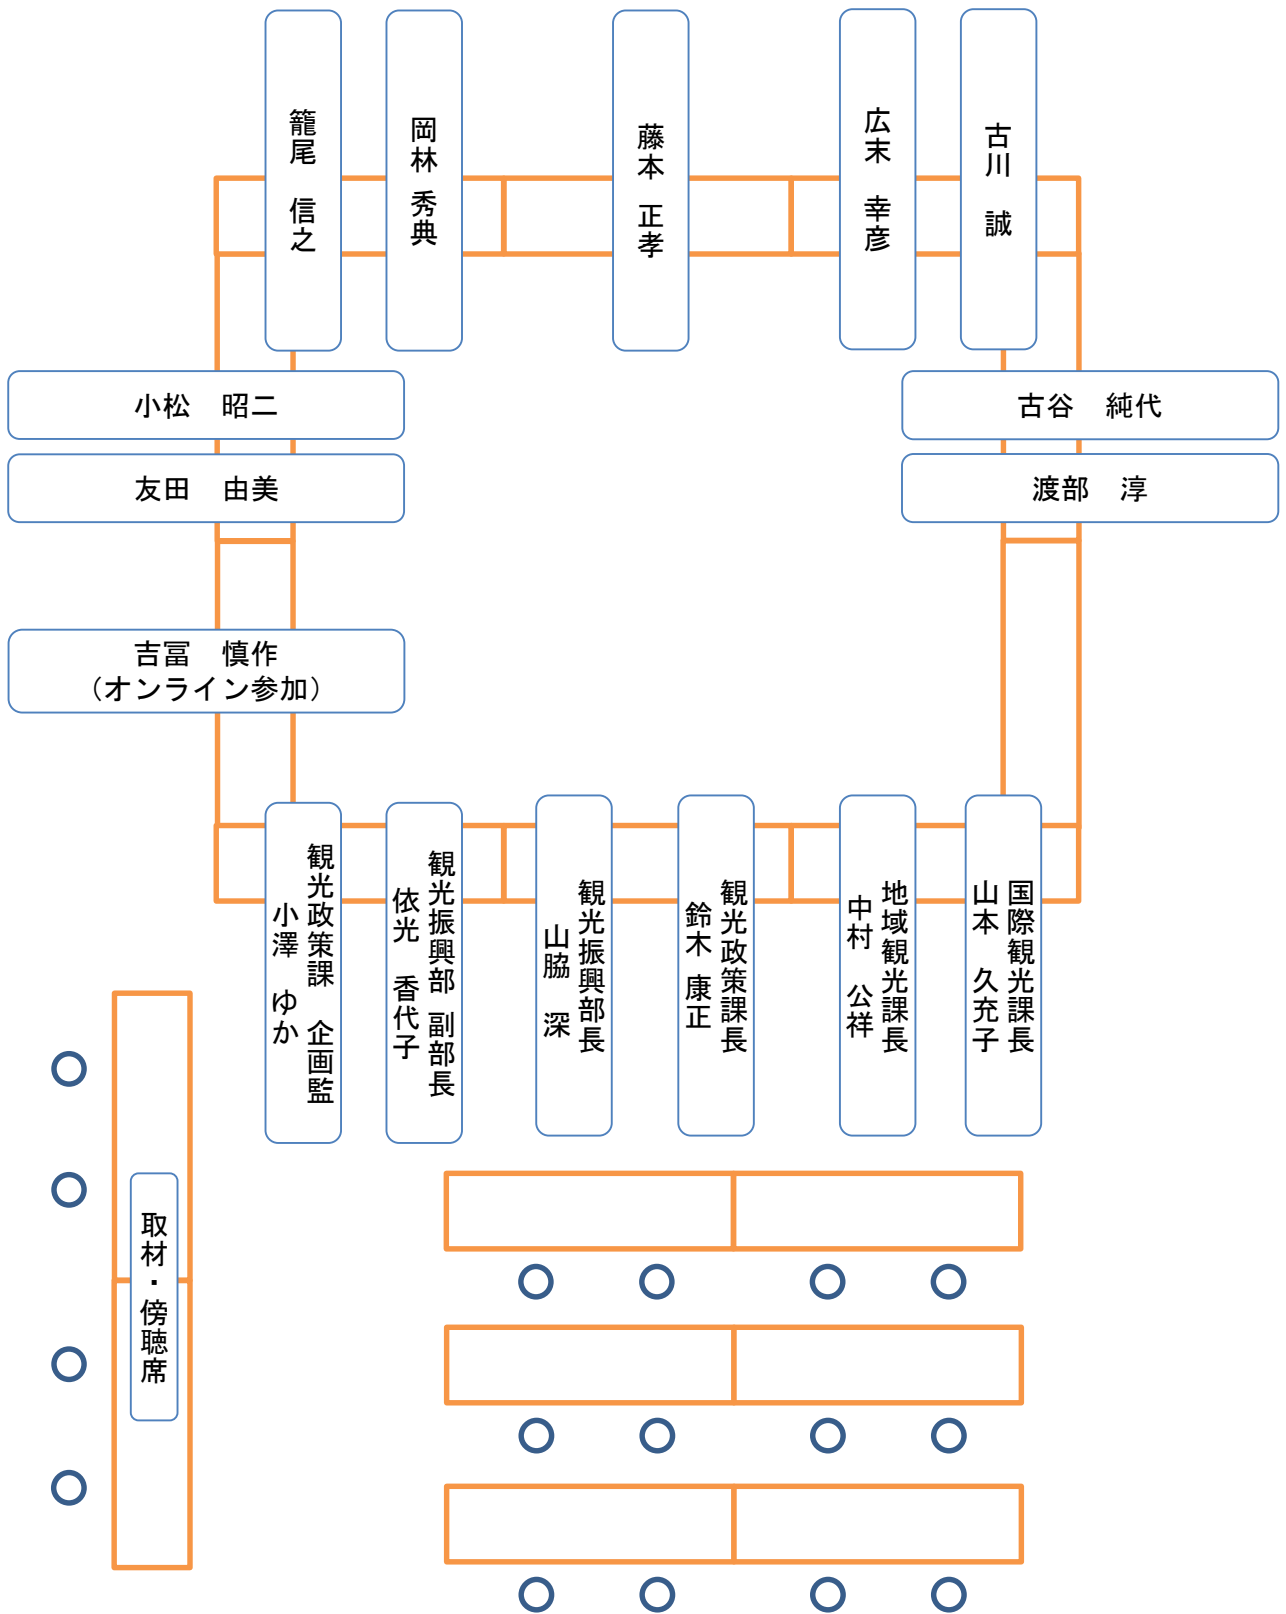 籠尾　信之
岡林 秀典
藤本　正孝
広末　幸彦
古川　誠
小松　昭二
古谷　純代
友田　由美
渡部　淳
吉冨　慎作
（オンライン参加）
観光政策課　企画監
小澤　ゆか
観光振興部 副部長
依光　香代子
観光振興部長
山脇　深
観光政策課長
鈴木 康正
地域観光課長
中村　公祥
国際観光課長
山本　久充子
取材・傍聴席